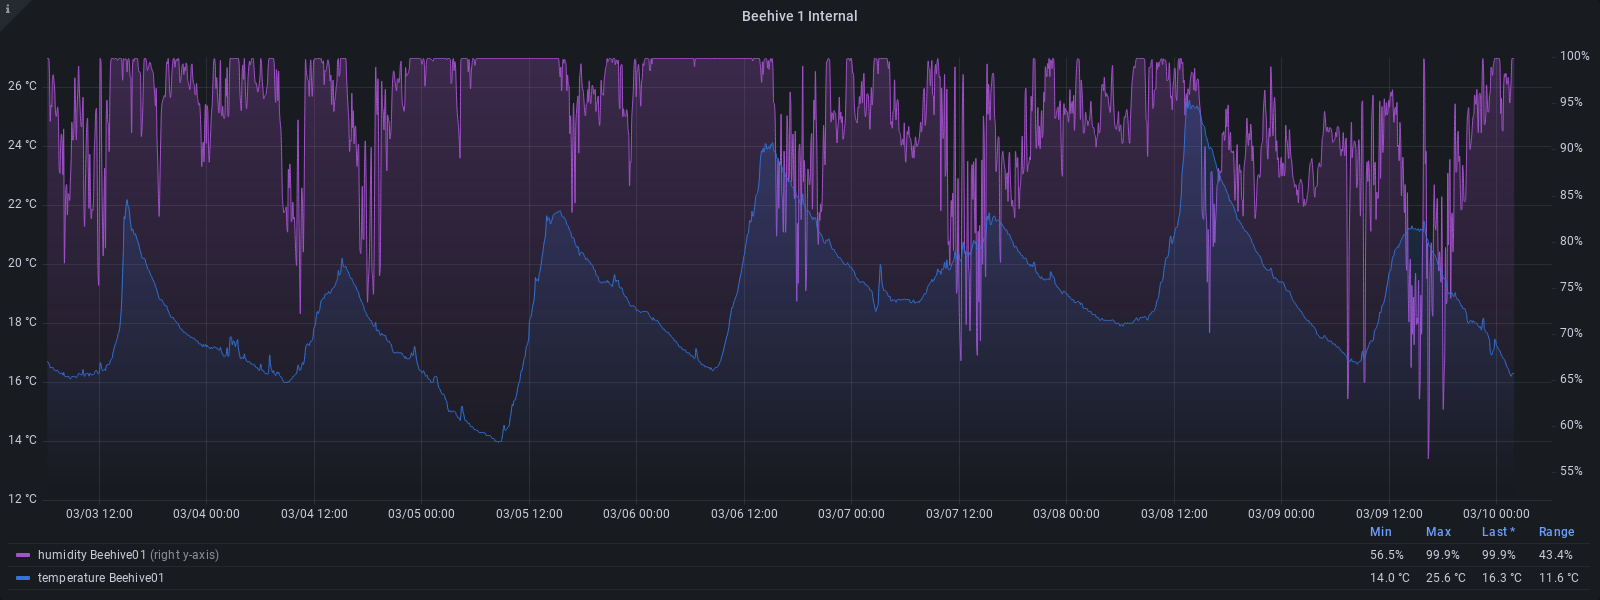 i
Beehive 1 Internal
26 °C
24 °C
22 °C
20 °C
18 °C
16 °C
14 °C
12 °C
100%
95%
90%
85%
80%
75%
70%
65%
60%
55%
03/03 12:00 03/04 00:00 03/04 12:00 03/05 00:00 03/05 12:00 03/06 00:00 03/06 12:00 03/07 00:00 03/07 12:00 03/08 00:00 03/08 12:00 03/09 00:00 03/09 12:00 03/10 00:00
Min Max Last * Range
humidity Beehive01 (right y-axis) 56.5% 99.9% 99.9% 43.4%
temperature Beehive01 14.0 °C 25.6 °C 16.3 °C 11.6 °C